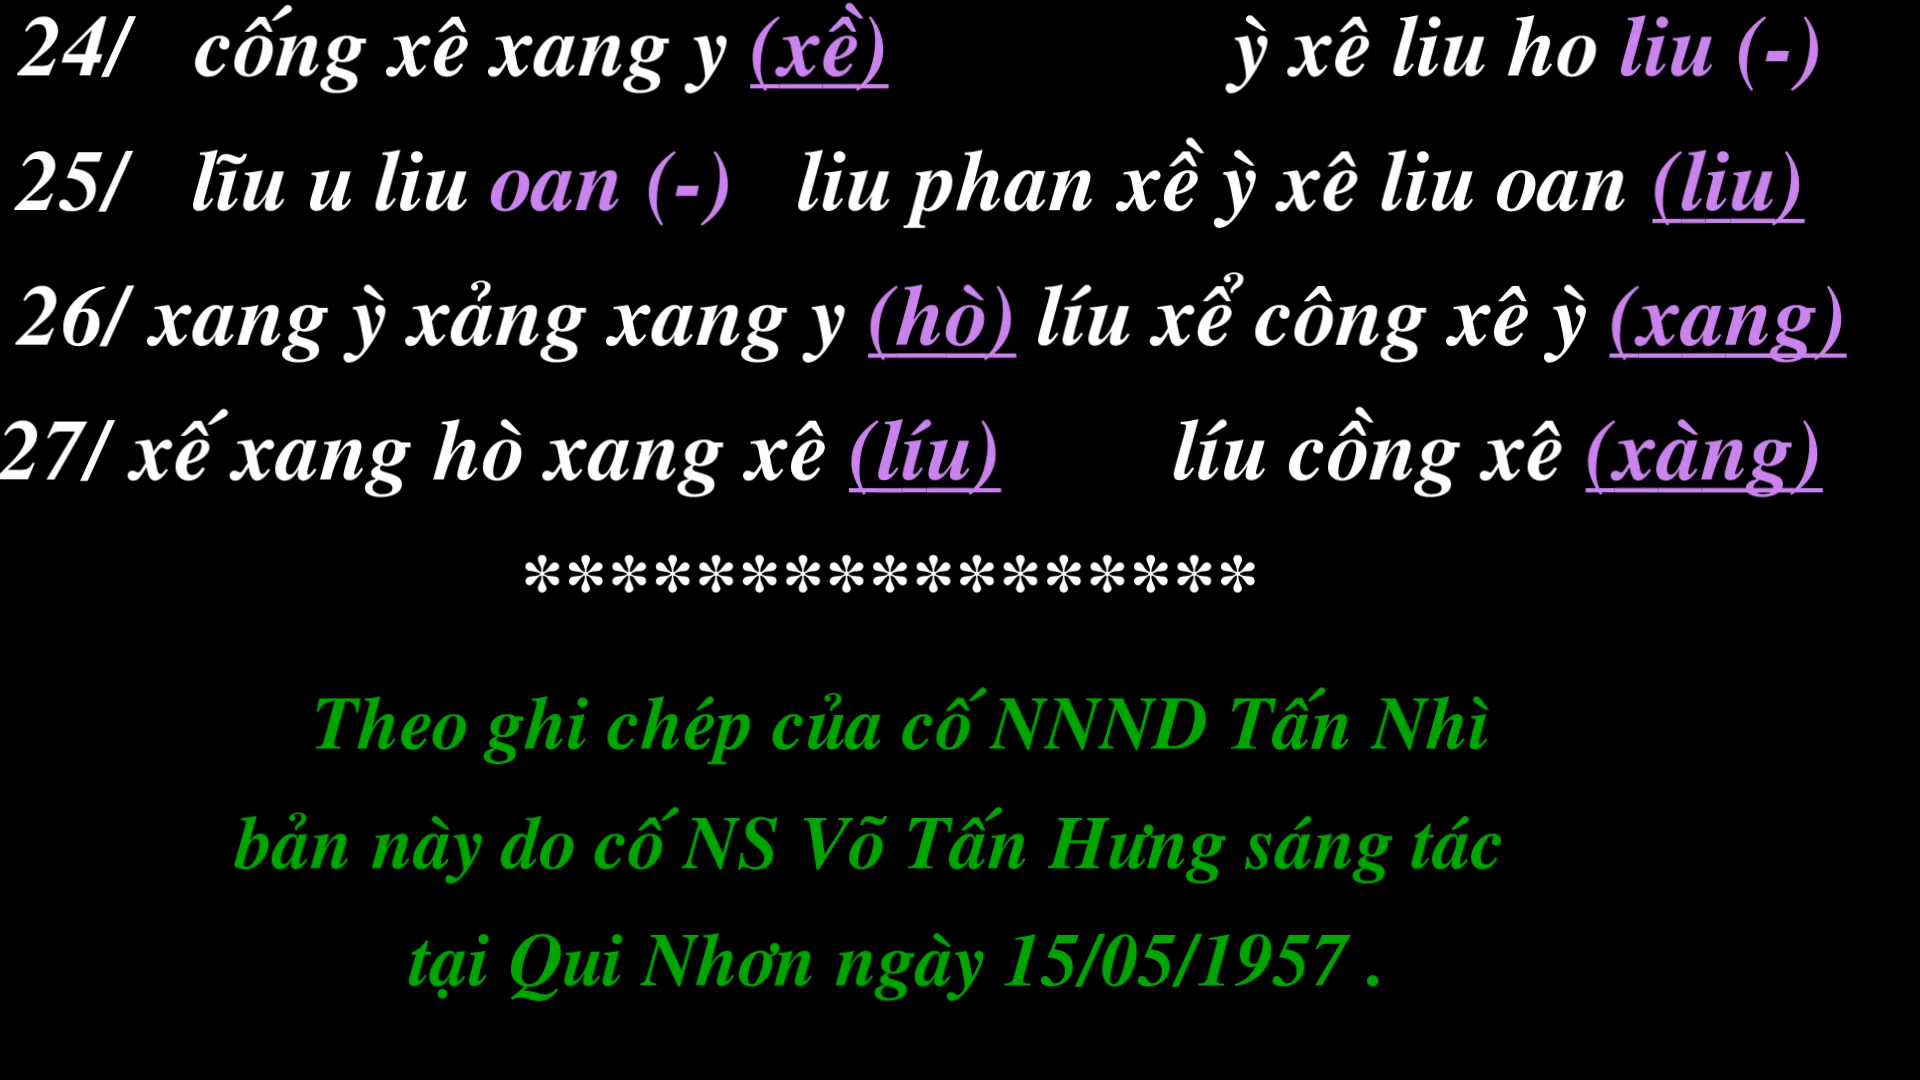 24/ cống xê xang y (xề) ỳ xê liu ho liu (-)
25/ lĩu u liu oan (-) liu phan xề ỳ xê liu oan (liu)
26/ xang ỳ xảng xang y (hò) líu xể công xê ỳ (xang)
27/ xế xang hò xang xê (líu) líu cồng xê (xàng)
*****************
Theo ghi chép của cố NNND Tấn Nhì
bản này do cố NS Võ Tấn Hưng sáng tác
tại Qui Nhơn ngày 15/05/1957 .